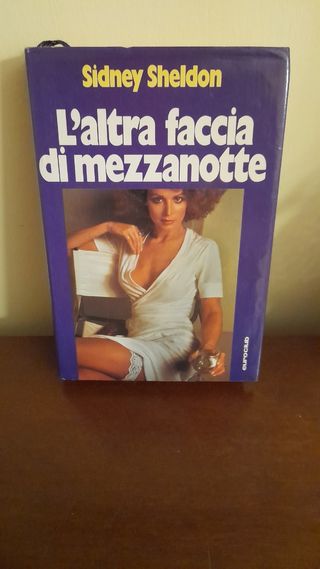 Sidney Sheldon
L'altra faccia
di mezzanotte
euroclub